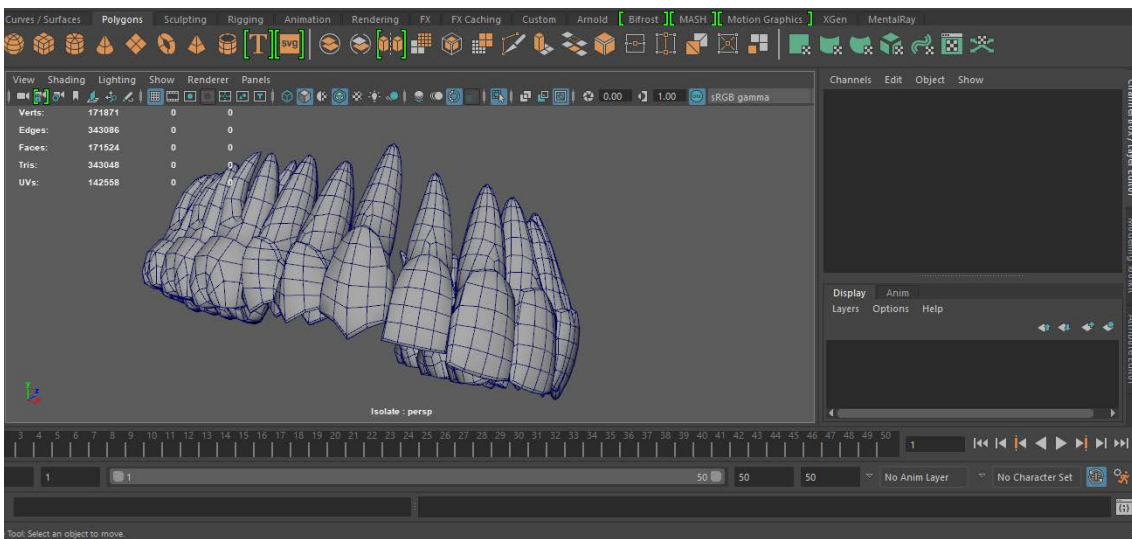 Curves / Surfaces Polygons Sculpting Rigging Animation Rendering FX FX Caching Custom Arnold Bifrost MASH Motion Graphics XGen MentalRay
T svg
View Shading Lighting Show Renderer Panels
0.00 1.00 sRGB gamma
Verts: 171871 0 0
Edges: 343086 0 0
Faces: 171524 0 0
Tris: 343048 0 0
UVs: 142558 0 0
Isolate : persp
Channels Edit Object Show
Display Anim
Layers Options Help
3 4 5 6 7 8 9 10 11 12 13 14 15 16 17 18 19 20 21 22 23 24 25 26 27 28 29 30 31 32 33 34 35 36 37 38 39 40 41 42 43 44 45 46 47 48 49 50
1
1 1 50 50 50 No Anim Layer No Character Set
Tool: Select an object to move.